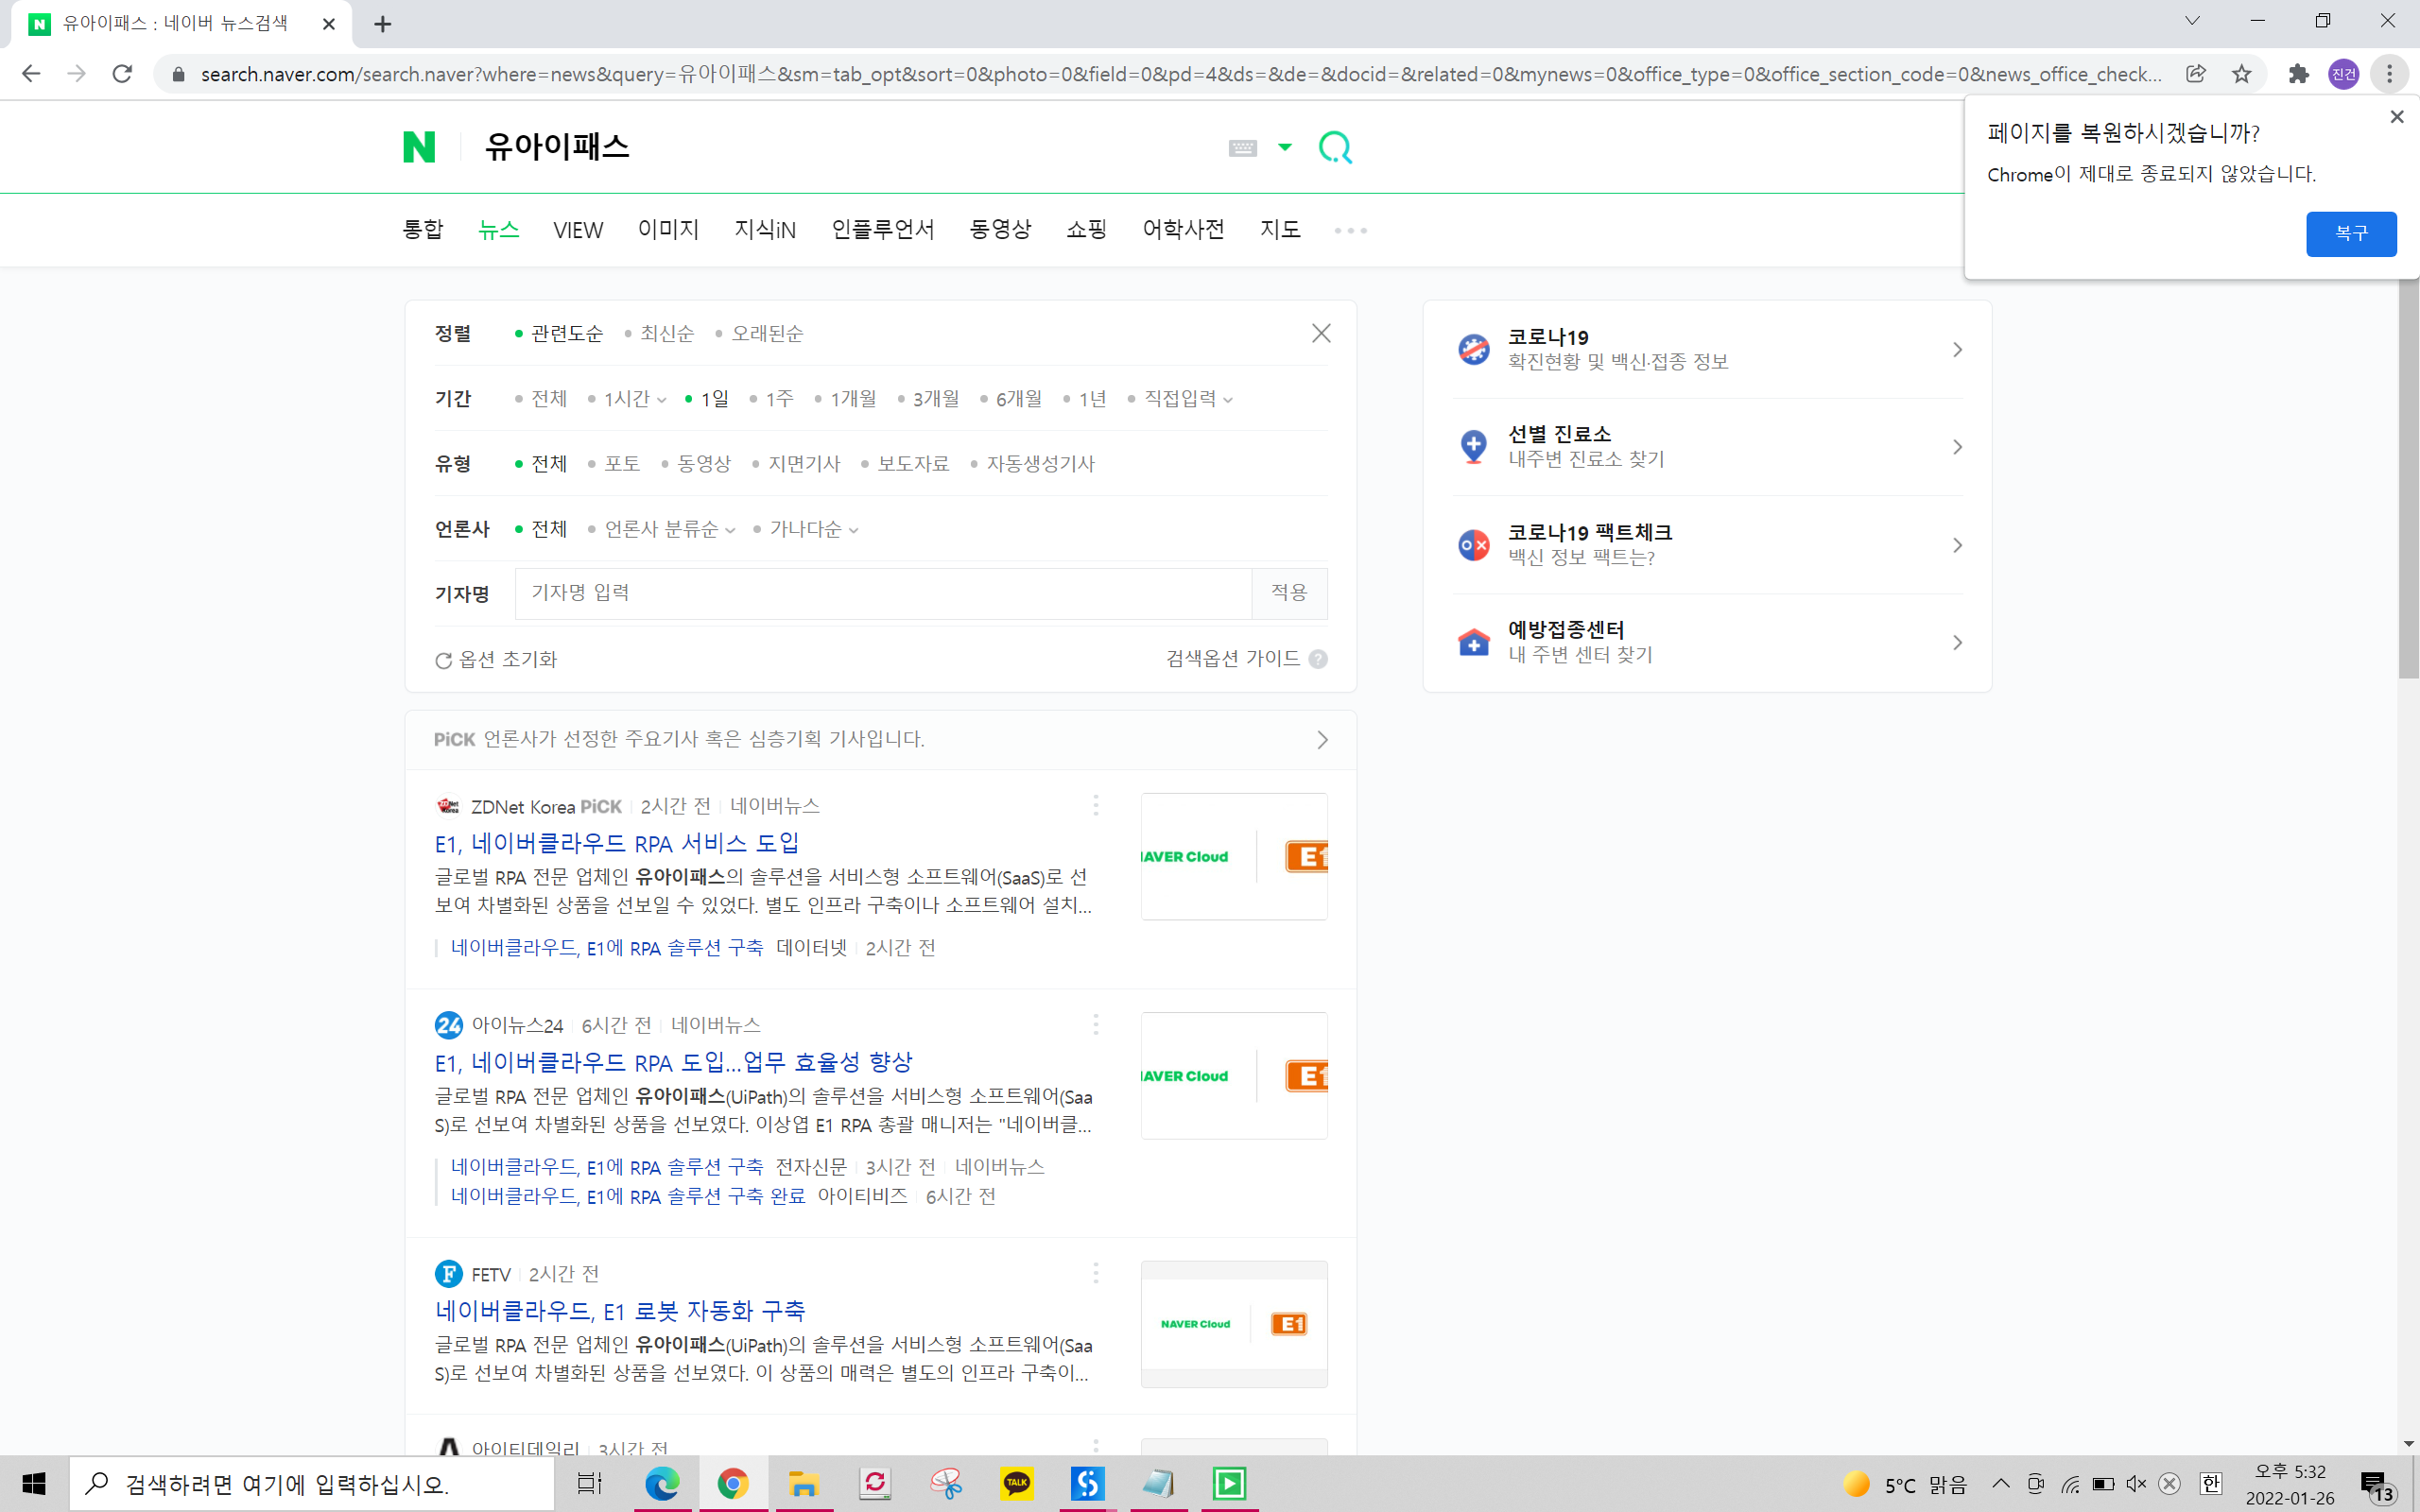 유아이패스 : 네이버 뉴스검색
search.naver.com/search.naver?where=news&query=유아이패스&sm=tab_opt&sort=0&photo=0&field=0&pd=4&ds=&de=&docid=&related=0&mynews=0&office_type=0&office_section_code=0&news_office_check...
진건
페이지를 복원하시겠습니까?
Chrome이 제대로 종료되지 않았습니다.
복구
N 유아이패스
통합 뉴스 VIEW 이미지 지식iN 인플루언서 동영상 쇼핑 어학사전 지도
정렬 관련도순 최신순 오래된순
기간 전체 1시간 1일 1주 1개월 3개월 6개월 1년 직접입력
유형 전체 포토 동영상 지면기사 보도자료 자동생성기사
언론사 전체 언론사 분류순 가나다순
기자명 기자명 입력 적용
옵션 초기화 검색옵션 가이드 ?
코로나19
확진현황 및 백신·접종 정보
선별 진료소
내주변 진료소 찾기
코로나19 팩트체크
백신 정보 팩트는?
예방접종센터
내 주변 센터 찾기
PiCK 언론사가 선정한 주요기사 혹은 심층기획 기사입니다.
ZDNet Korea PiCK 2시간 전 네이버뉴스
E1, 네이버클라우드 RPA 서비스 도입
글로벌 RPA 전문 업체인 유아이패스의 솔루션을 서비스형 소프트웨어(SaaS)로 선
보여 차별화된 상품을 선보일 수 있었다. 별도 인프라 구축이나 소프트웨어 설치...
AVER Cloud E1
네이버클라우드, E1에 RPA 솔루션 구축 데이터넷 2시간 전
24 아이뉴스24 6시간 전 네이버뉴스
E1, 네이버클라우드 RPA 도입...업무 효율성 향상
글로벌 RPA 전문 업체인 유아이패스(UiPath)의 솔루션을 서비스형 소프트웨어(Saa
S)로 선보여 차별화된 상품을 선보였다. 이상엽 E1 RPA 총괄 매니저는 "네이버클...
AVER Cloud E1
네이버클라우드, E1에 RPA 솔루션 구축 전자신문 3시간 전 네이버뉴스
네이버클라우드, E1에 RPA 솔루션 구축 완료 아이티비즈 6시간 전
F FETV 2시간 전
네이버클라우드, E1 로봇 자동화 구축
글로벌 RPA 전문 업체인 유아이패스(UiPath)의 솔루션을 서비스형 소프트웨어(Saa
S)로 선보여 차별화된 상품을 선보였다. 이 상품의 매력은 별도의 인프라 구축이...
NAVER Cloud E1
아이티데일리 3시간 전
검색하려면 여기에 입력하십시오.
TALK
5°C 맑음
한
오후 5:32
2022-01-26
13